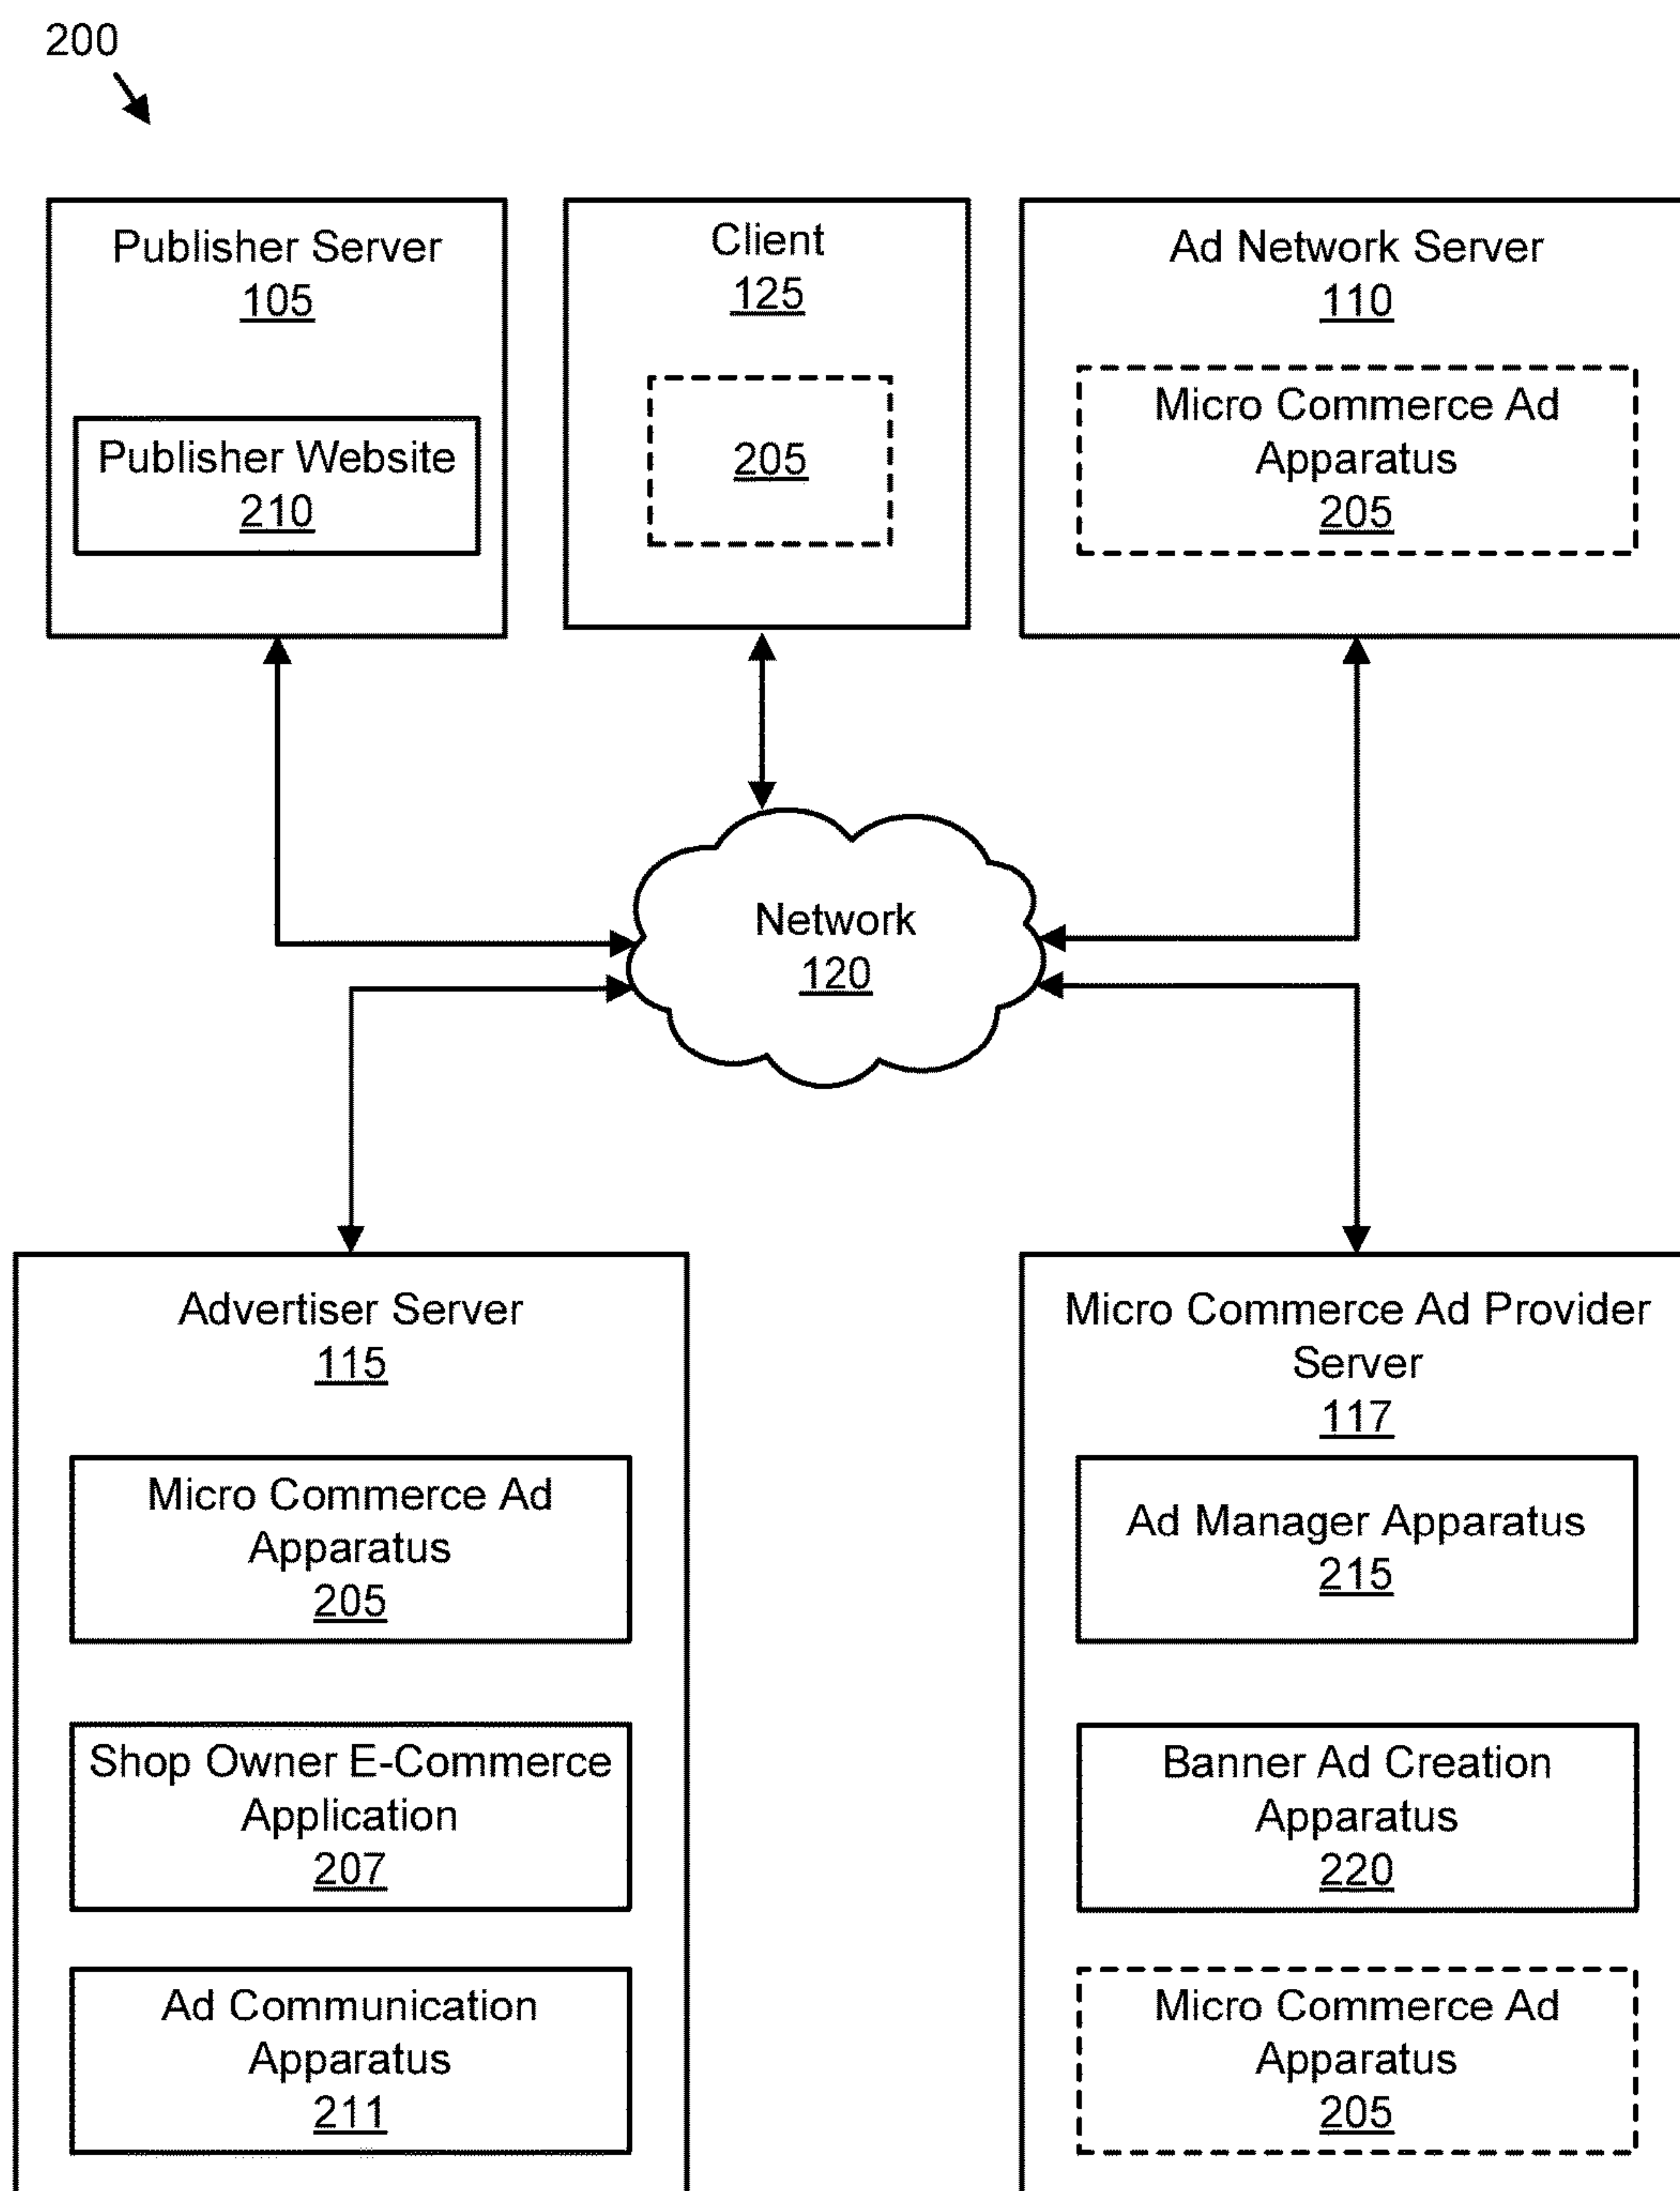 200
Publisher Server
105
Publisher Website
210
Client
125
205
Ad Network Server
110
Micro Commerce Ad
Apparatus
205
Network
120
Advertiser Server
115
Micro Commerce Ad
Apparatus
205
Shop Owner E-Commerce
Application
207
Ad Communication
Apparatus
211
Micro Commerce Ad Provider
Server
117
Ad Manager Apparatus
215
Banner Ad Creation
Apparatus
220
Micro Commerce Ad
Apparatus
205